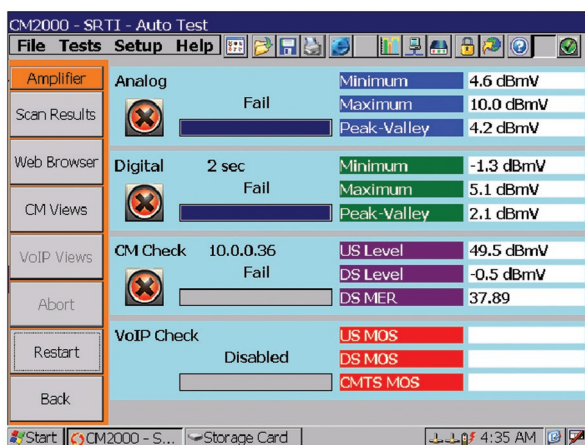 CM2000 - SRTI - Auto Test
File Tests Setup Help
Amplifier
Scan Results
Web Browser
CM Views
VoIP Views
Abort
Restart
Back
Analog
Fail
Minimum 4.6 dBmV
Maximum 10.0 dBmV
Peak-Valley 4.2 dBmV
Digital 2 sec
Fail
Minimum -1.3 dBmV
Maximum 5.1 dBmV
Peak-Valley 2.1 dBmV
CM Check 10.0.0.36
Fail
US Level 49.5 dBmV
DS Level -0.5 dBmV
DS MER 37.89
VoIP Check
Disabled
US MOS
DS MOS
CMTS MOS
Start CM2000 - S... Storage Card 4:35 AM